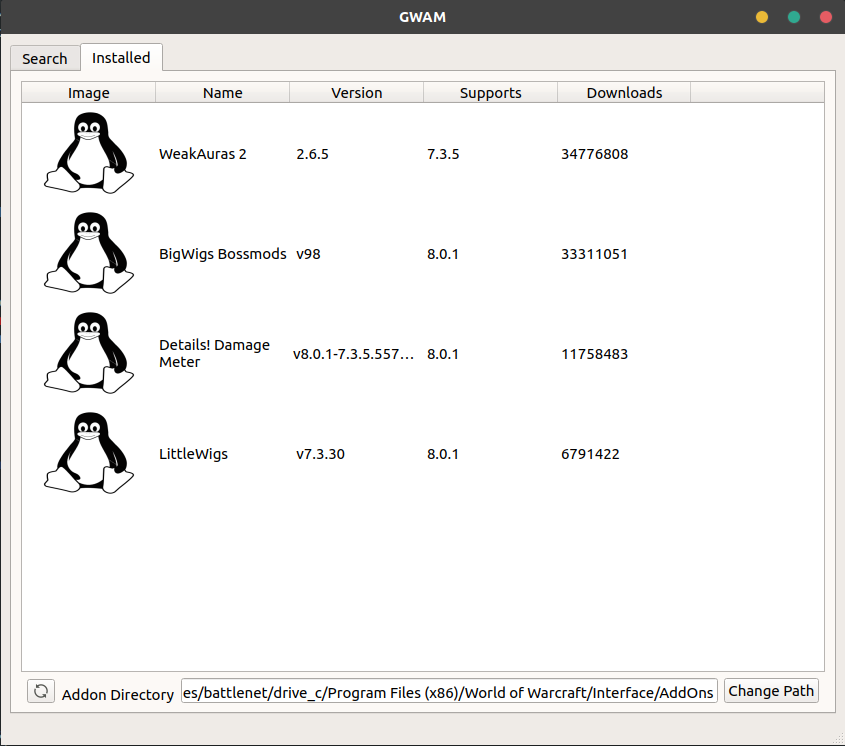 GWAM
Search Installed
Image Name Version Supports Downloads
WeakAuras 2 2.6.5 7.3.5 34776808
BigWigs Bossmods v98 8.0.1 33311051
Details! Damage
Meter v8.0.1-7.3.5.557… 8.0.1 11758483
LittleWigs v7.3.30 8.0.1 6791422
Addon Directory es/battlenet/drive_c/Program Files (x86)/World of Warcraft/Interface/AddOns Change Path